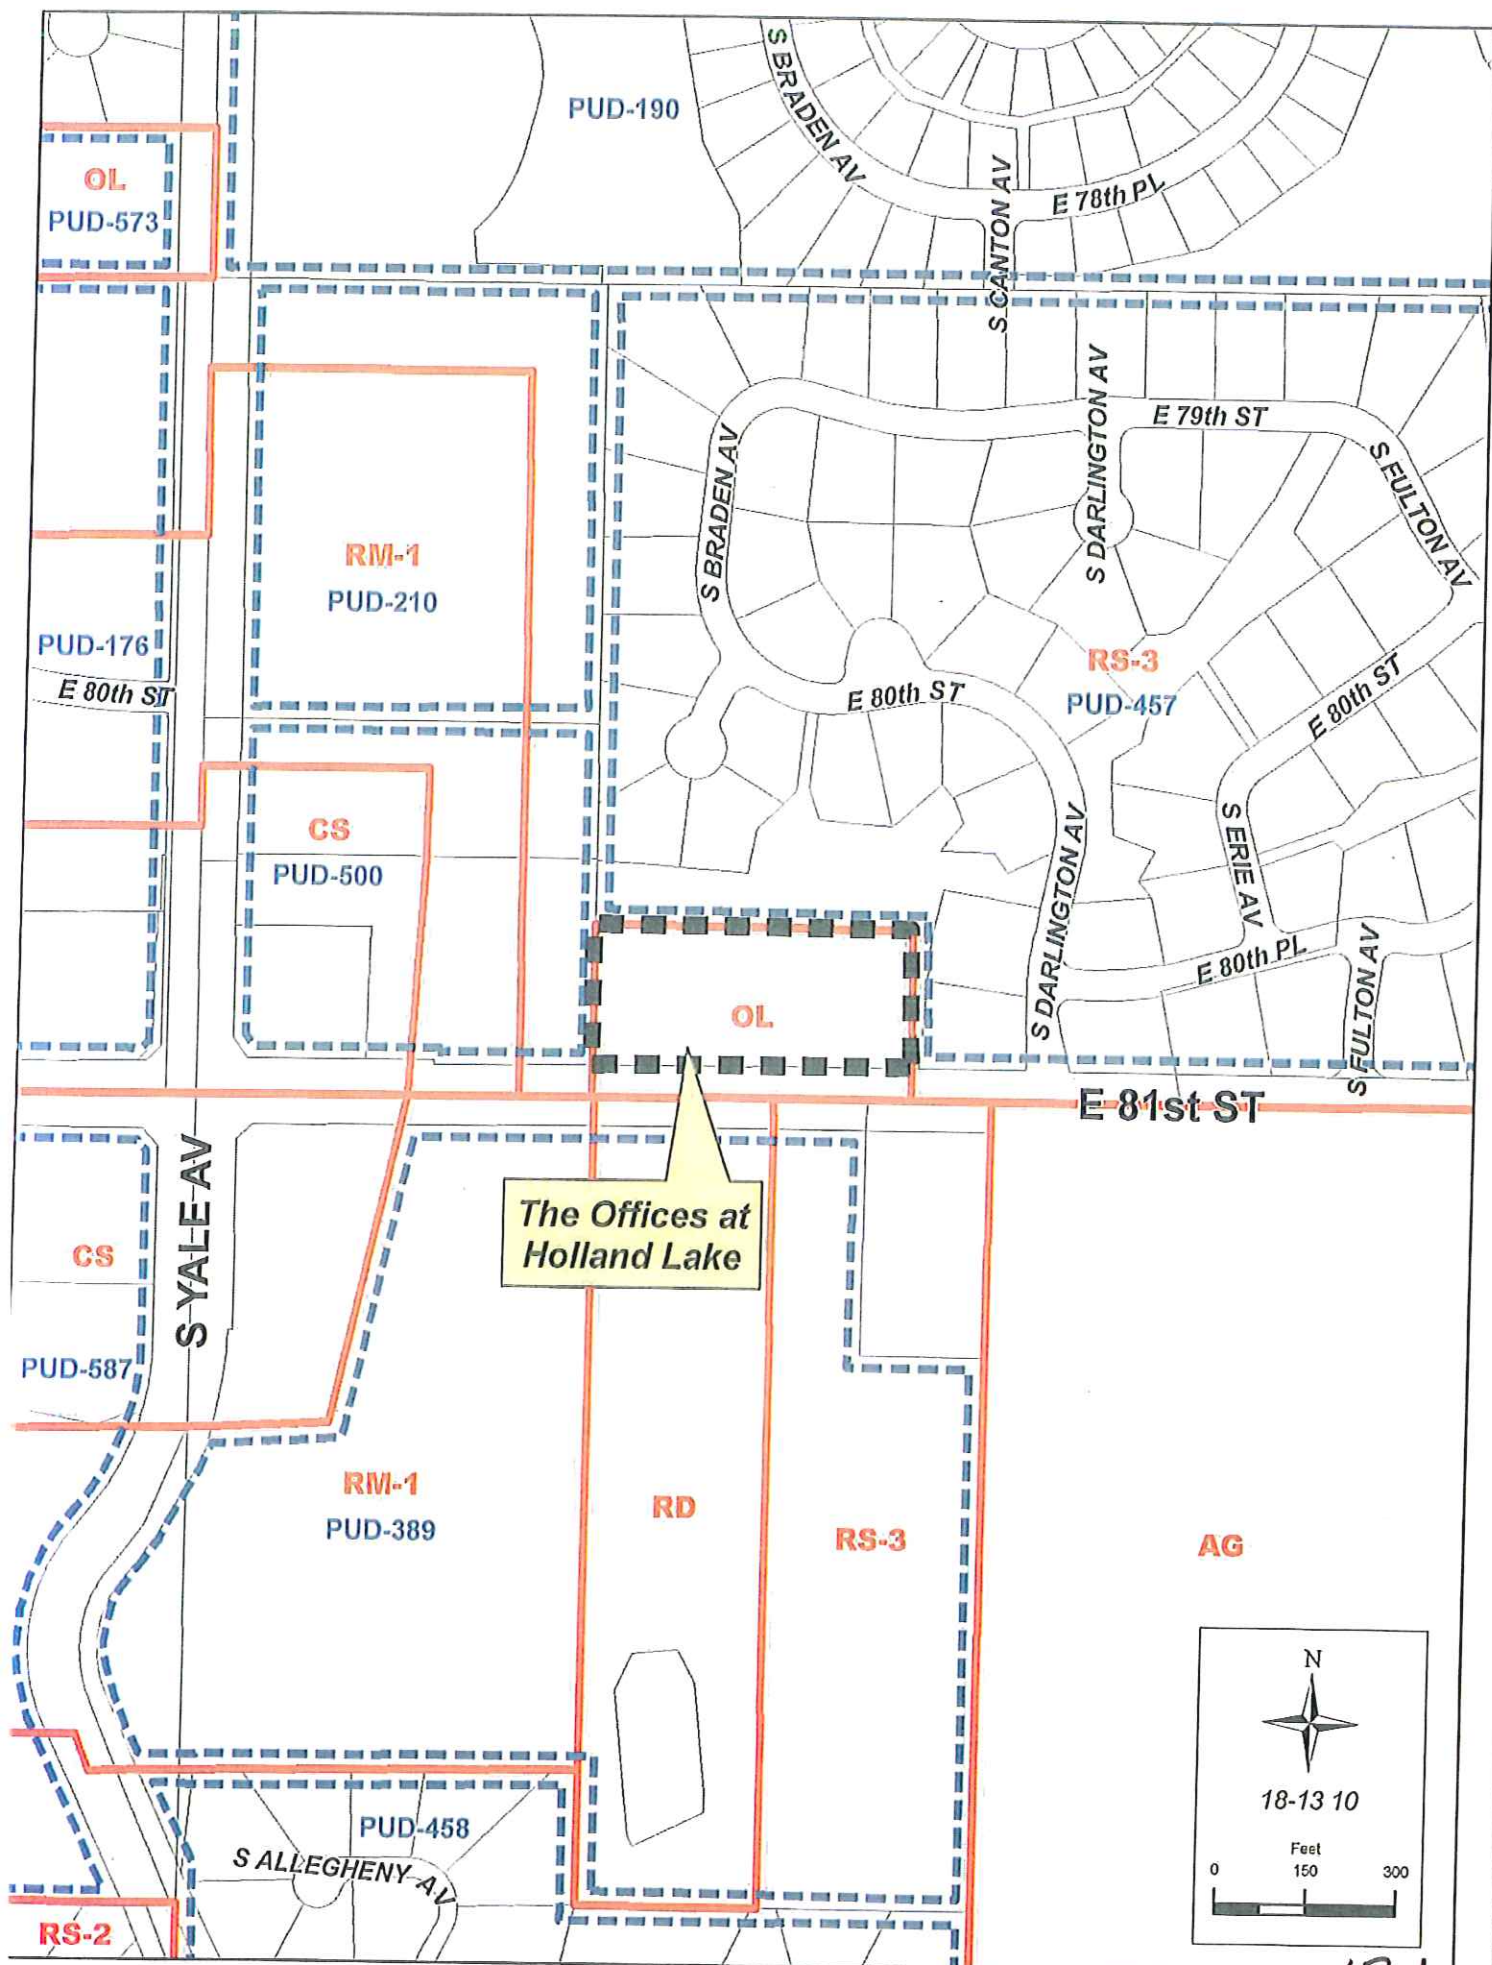 S BRADEN AV
PUD-190
OL
PUD-573
S CANTON AV
E 78th PL
S DARLINGTON AV
E 79th ST
S FULTON AV
S BRADEN AV
RM-1
PUD-210
PUD-176
E 80th ST
RS-3
PUD-457
E 80th ST
E 80th ST
CS
PUD-500
S ERIE AV
S DARLINGTON AV
E 80th PL
S FULTON AV
OL
E 81st ST
S YALE AV
The Offices at
Holland Lake
CS
PUD-587
RM-1
PUD-389
RD
RS-3
AG
N
18-13 10
Feet
0 150 300
PUD-458
S ALLEGHENY AV
RS-2